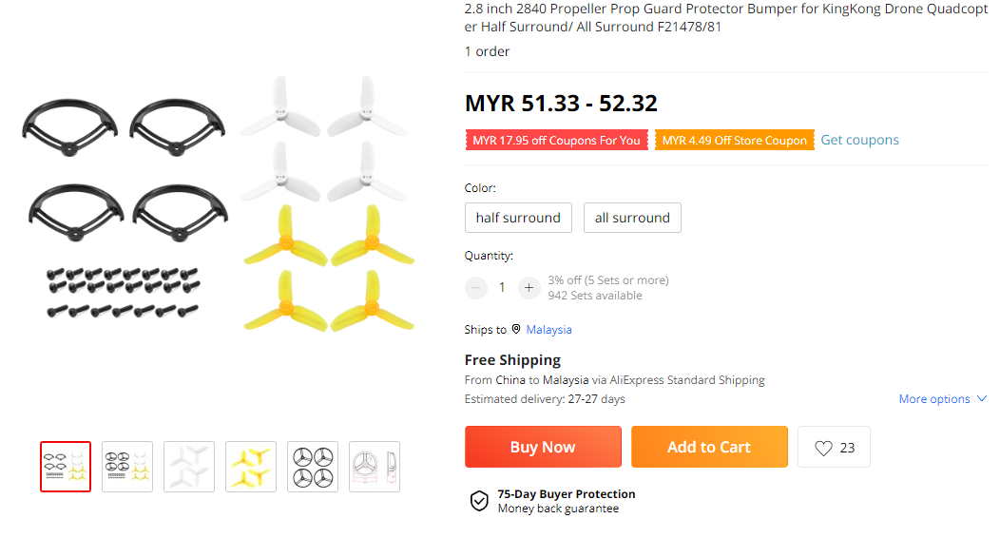 2.8 inch 2840 Propeller Prop Guard Protector Bumper for KingKong Drone Quadcopt
er Half Surround/ All Surround F21478/81
1 order
MYR 51.33 - 52.32
MYR 17.95 off Coupons For You MYR 4.49 Off Store Coupon Get coupons
Color:
half surround all surround
Quantity:
1 3% off (5 Sets or more)
942 Sets available
Ships to Malaysia
Free Shipping
From China to Malaysia via AliExpress Standard Shipping
Estimated delivery: 27-27 days More options
Buy Now Add to Cart 23
75-Day Buyer Protection
Money back guarantee